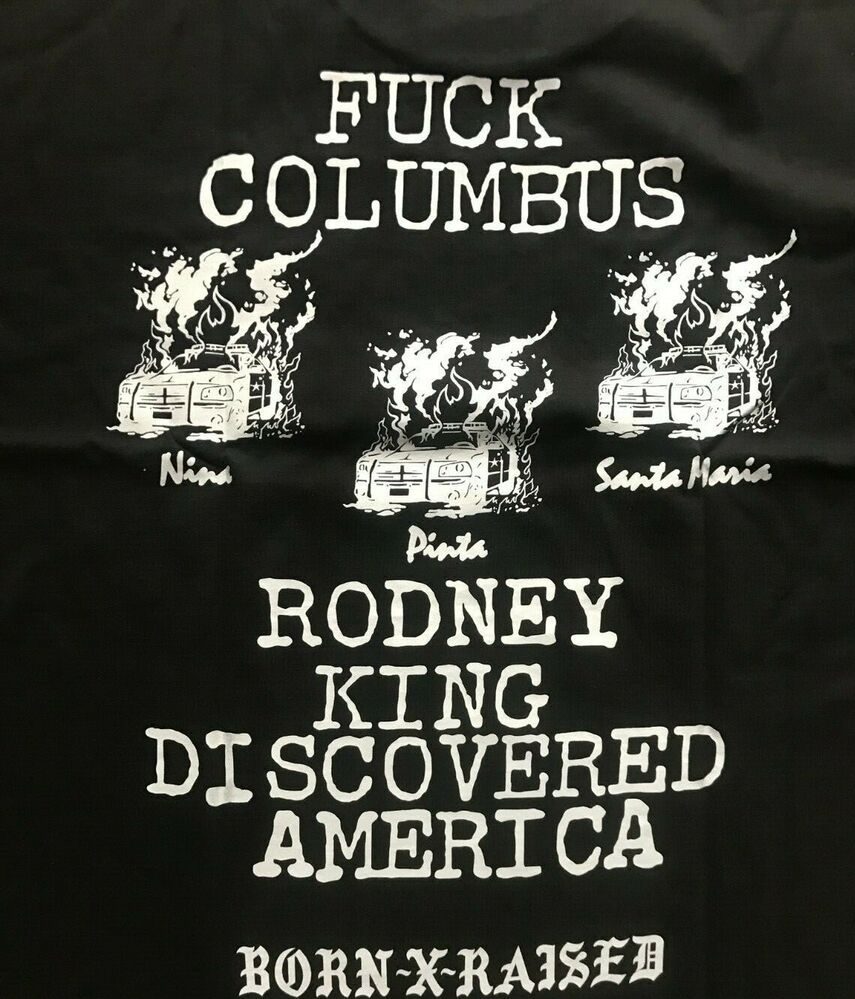 FUCK
COLUMBUS
Nina
Pinta
Santa Maria
RODNEY
KING
DISCOVERED
AMERICA
BORN-X-RAISED